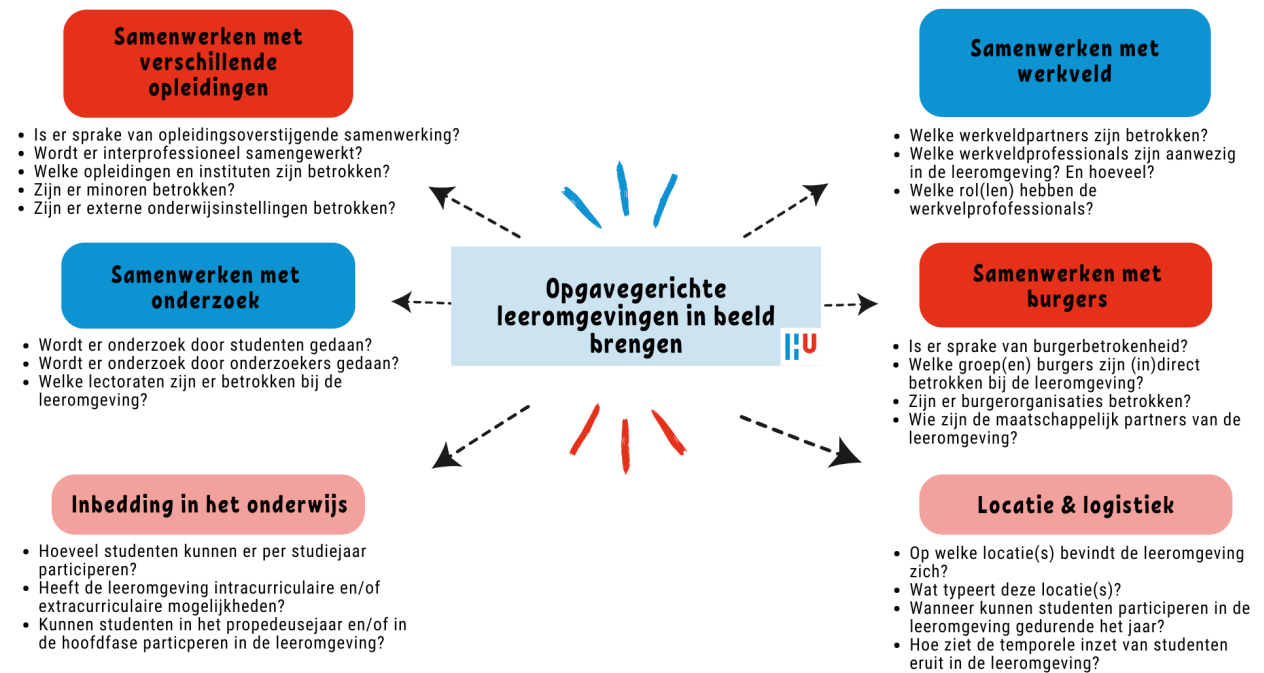 Samenwerken met
verschillende
opleidingen
• Is er sprake van opleidingsoverstijgende samenwerking?
• Wordt er interprofessioneel samengewerkt?
• Welke opleidingen en instituten zijn betrokken?
• Zijn er minoren betrokken?
• Zijn er externe onderwijsinstellingen betrokken?
Samenwerken met
werkveld
• Welke werkveldpartners zijn betrokken?
• Welke werkveldprofessionals zijn aanwezig
in de leeromgeving? En hoeveel?
• Welke rol(len) hebben de
werkvelprofofessionals?
Samenwerken met
onderzoek
• Wordt er onderzoek door studenten gedaan?
• Wordt er onderzoek door onderzoekers gedaan?
• Welke lectoraten zijn er betrokken bij de
leeromgeving?
Opgavegerichte
leeromgevingen in beeld
brengen
HU
Samenwerken met
burgers
• Is er sprake van burgerbetrokenheid?
• Welke groep(en) burgers zijn (in)direct
betrokken bij de leeromgeving?
• Zijn er burgerorganisaties betrokken?
• Wie zijn de maatschappelijk partners van de
leeromgeving?
Inbedding in het onderwijs
• Hoeveel studenten kunnen er per studiejaar
participeren?
• Heeft de leeromgeving intracurriculaire en/of
extracurriculaire mogelijkheden?
• Kunnen studenten in het propedeusejaar en/of in
de hoofdfase particperen in de leeromgeving?
Locatie & logistiek
• Op welke locatie(s) bevindt de leeromgeving
zich?
• Wat typeert deze locatie(s)?
• Wanneer kunnen studenten participeren in de
leeromgeving gedurende het jaar?
• Hoe ziet de temporele inzet van studenten
eruit in de leeromgeving?